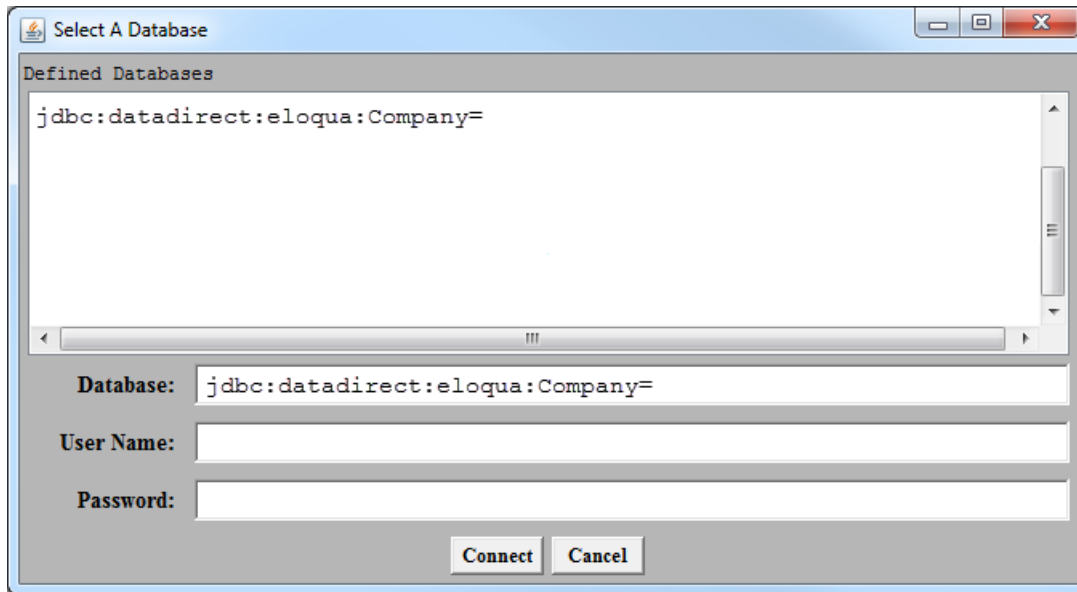 Select A Database
Defined Databases
jdbc:datadirect:eloqua:Company=
Database: jdbc:datadirect:eloqua:Company=
User Name:
Password:
Connect Cancel